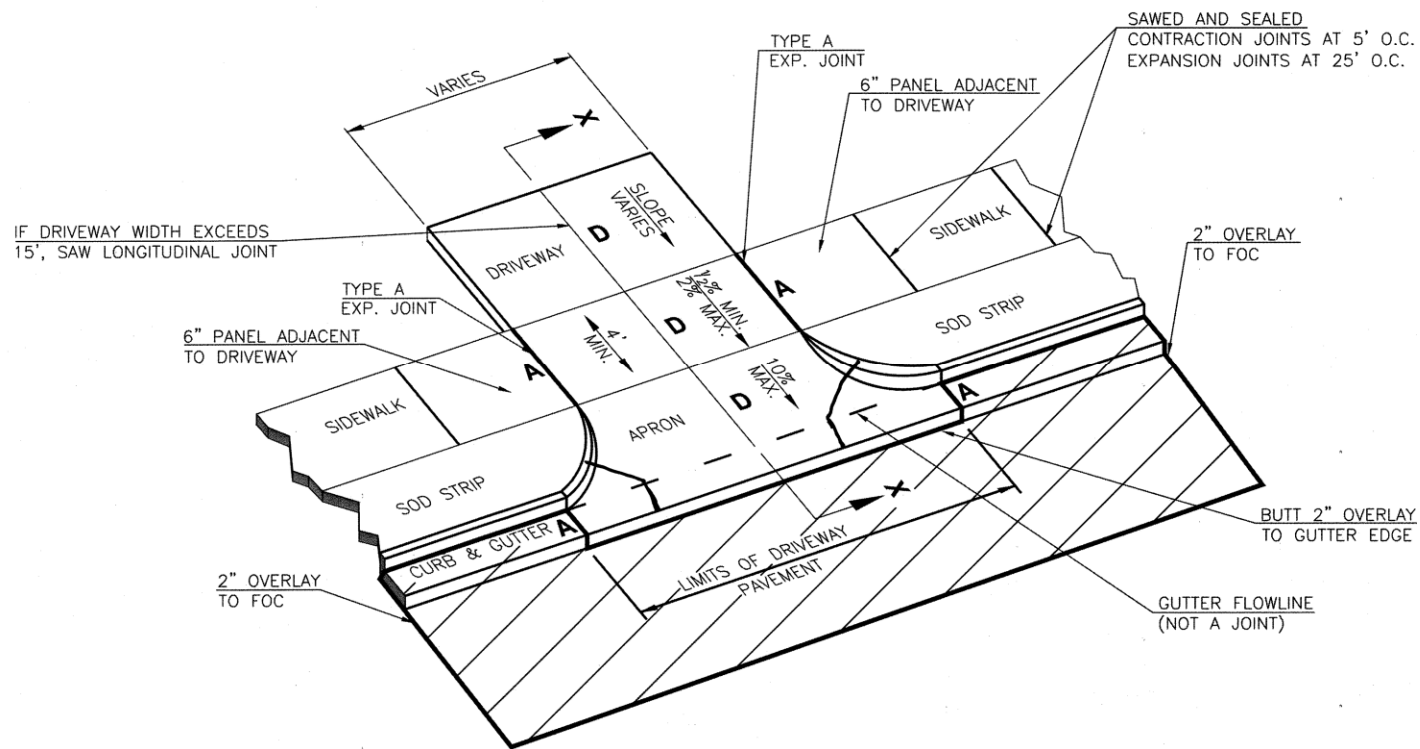 SAWED AND SEALED
CONTRACTION JOINTS AT 5' O.C.
EXPANSION JOINTS AT 25' O.C.
TYPE A
EXP. JOINT
6" PANEL ADJACENT
TO DRIVEWAY
VARIES
X
SLOPE
VARIES
D
IF DRIVEWAY WIDTH EXCEEDS
15', SAW LONGITUDINAL JOINT
DRIVEWAY
SIDEWALK
2" OVERLAY
TO FOC
TYPE A
EXP. JOINT
A
½% MIN.
2% MAX.
D
4'
MIN.
SOD STRIP
6" PANEL ADJACENT
TO DRIVEWAY
A
10%
MAX.
D
A
SIDEWALK
APRON
SOD STRIP
X
CURB & GUTTER
A
BUTT 2" OVERLAY
TO GUTTER EDGE
LIMITS OF DRIVEWAY
PAVEMENT
2" OVERLAY
TO FOC
GUTTER FLOWLINE
(NOT A JOINT)